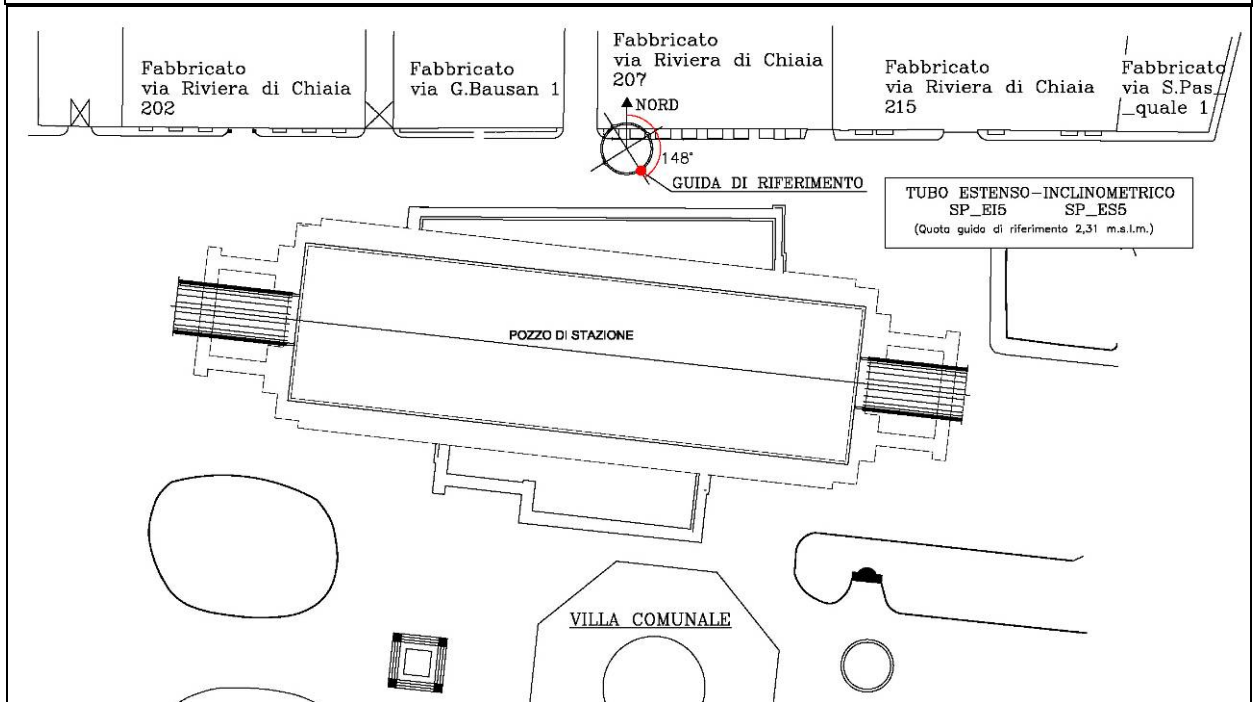 Fabbricato
via Riviera di Chiaia
202
Fabbricato
via G.Bausan 1
Fabbricato
via Riviera di Chiaia
207
Fabbricato
via Riviera di Chiaia
215
Fabbricato
via S.Pas_
_quale 1
NORD
148°
GUIDA DI RIFERIMENTO
TUBO ESTENSO-INCLINOMETRICO
SP_EI5 SP_ES5
(Quota guida di riferimento 2,31 m.s.l.m.)
POZZO DI STAZIONE
VILLA COMUNALE